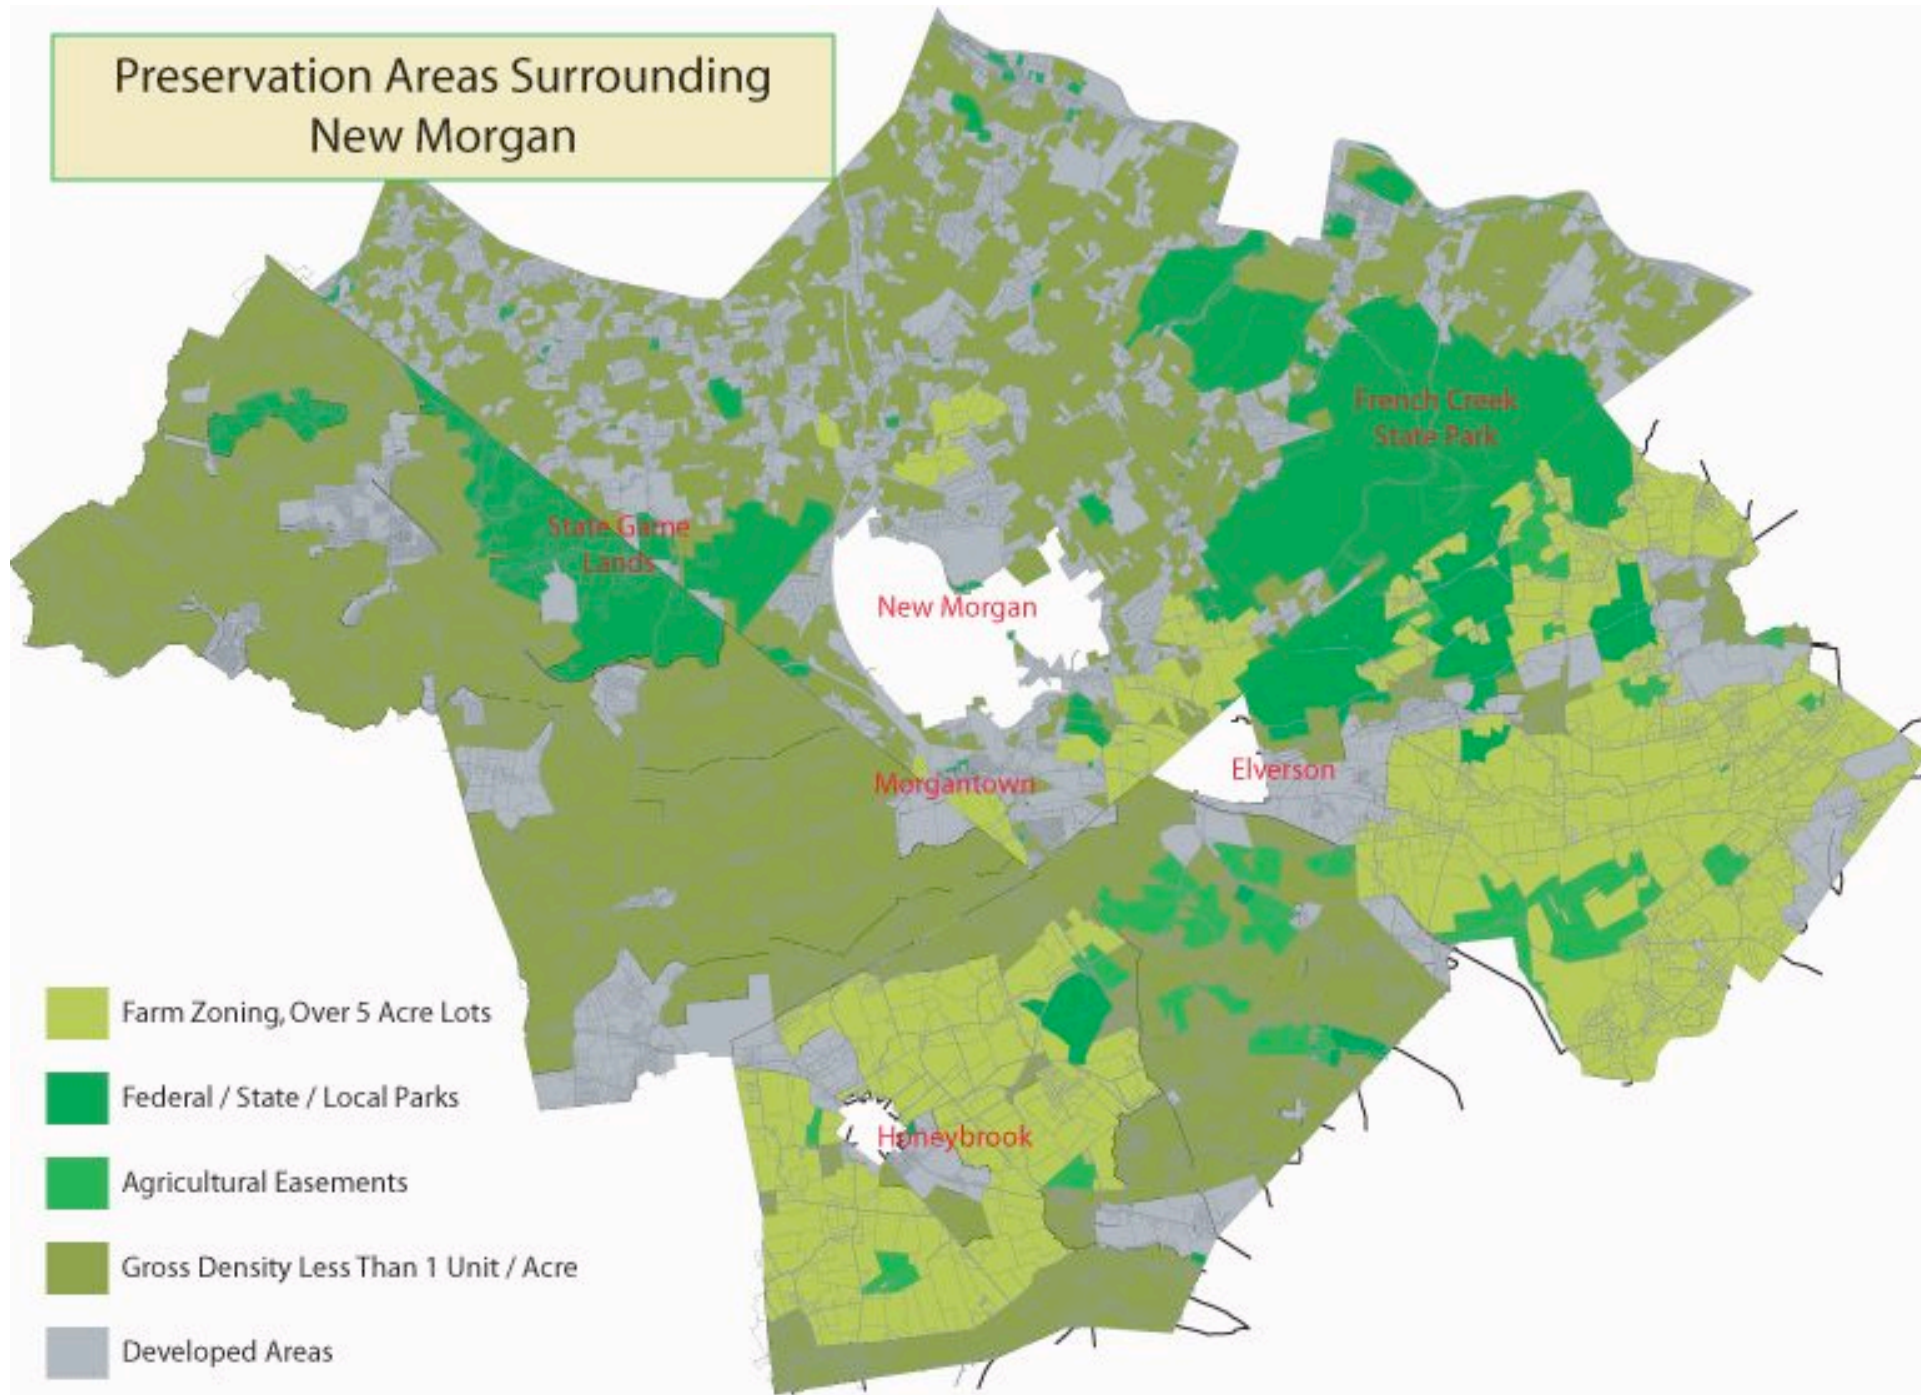 Preservation Areas Surrounding
New Morgan
French Creek
State Park
State Game
Lands
New Morgan
Elverson
Morgantown
Honeybrook
Farm Zoning, Over 5 Acre Lots
Federal / State / Local Parks
Agricultural Easements
Gross Density Less Than 1 Unit / Acre
Developed Areas